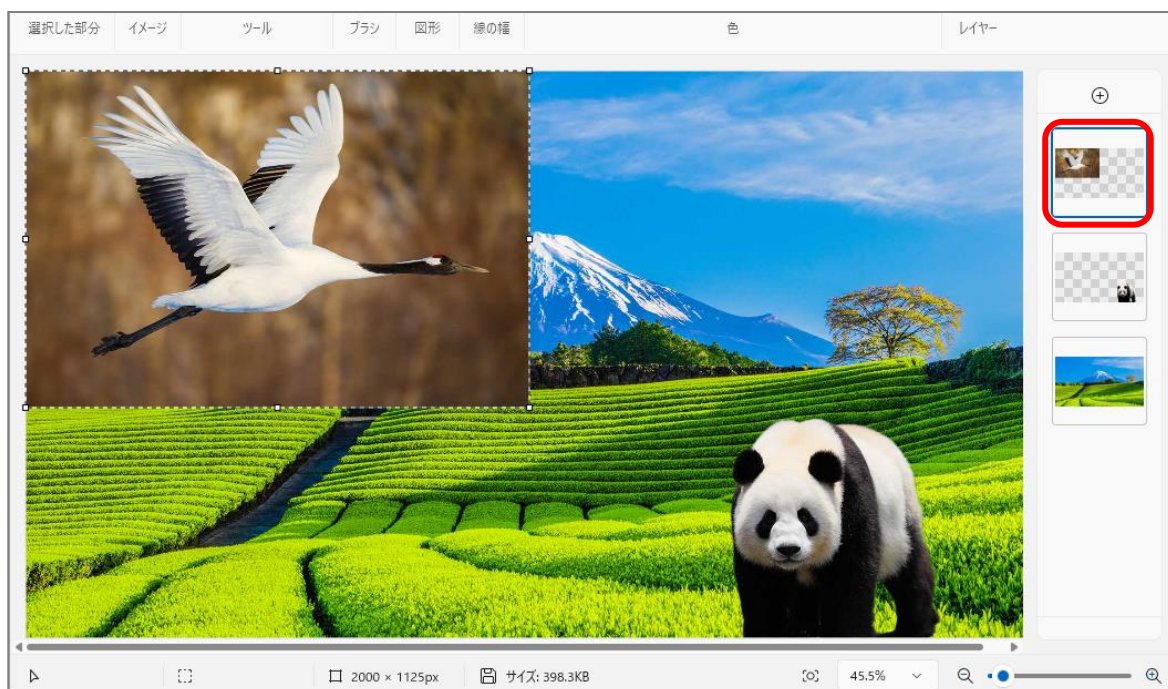 選択した部分 イメージ ツール ブラシ 図形 線の幅 色 レイヤー
2000 × 1125px サイズ: 398.3KB 45.5%